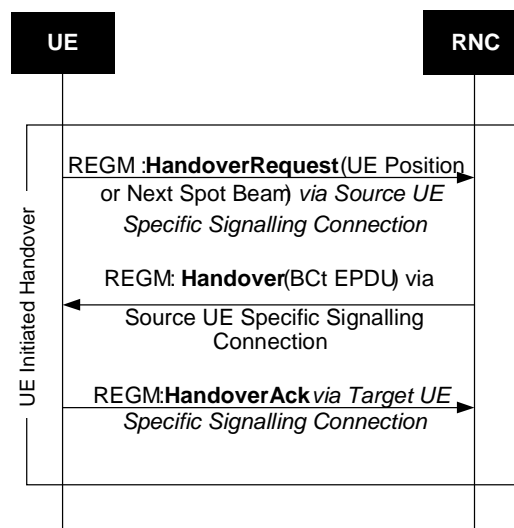 UE
RNC
REGM :HandoverRequest(UE Position
or Next Spot Beam) via Source UE
Specific Signalling Connection
REGM: Handover(BCt EPDU) via
Source UE Specific Signalling
Connection
REGM:HandoverAck via Target UE
Specific Signalling Connection
UE Initiated Handover